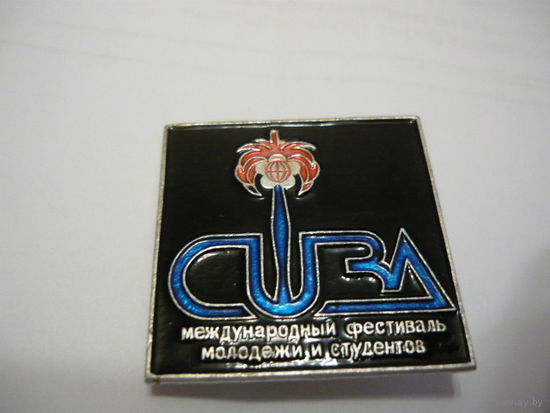 CUBA
международный фестиваль
молодежи и студентов